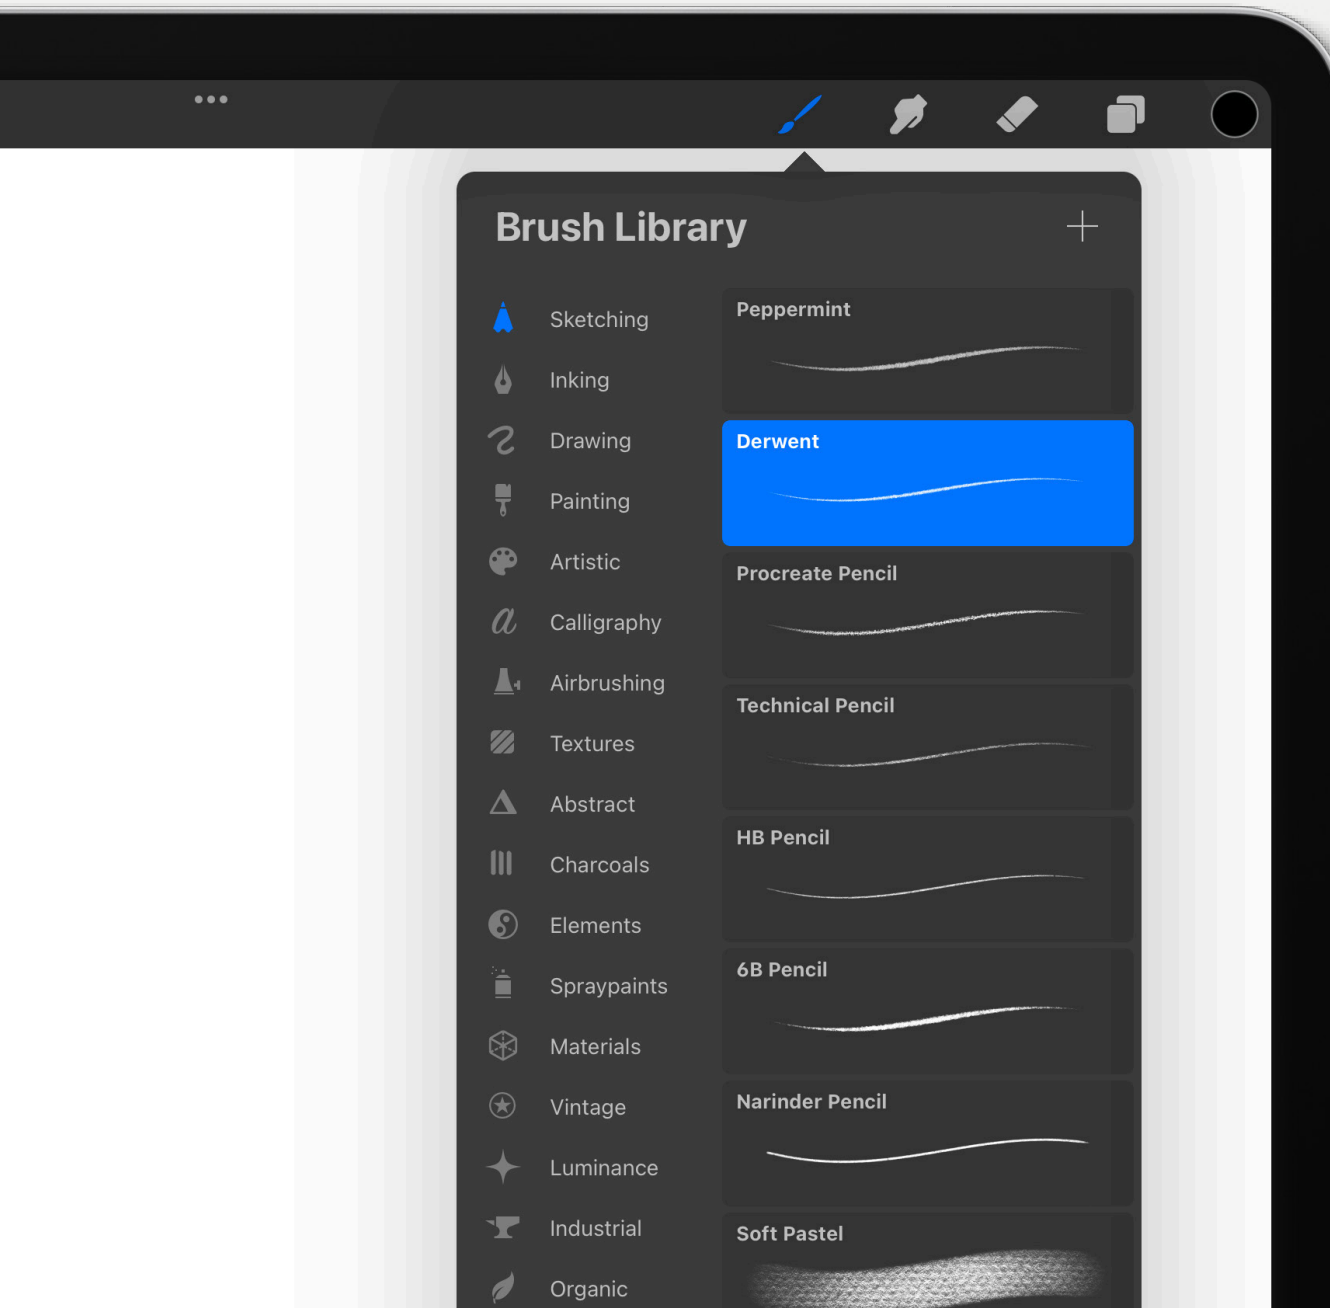 Brush Library
Sketching
Inking
Drawing
Painting
Artistic
Calligraphy
Airbrushing
Textures
Abstract
Charcoals
Elements
Spraypaints
Materials
Vintage
Luminance
Industrial
Organic
Peppermint
Derwent
Procreate Pencil
Technical Pencil
HB Pencil
6B Pencil
Narinder Pencil
Soft Pastel